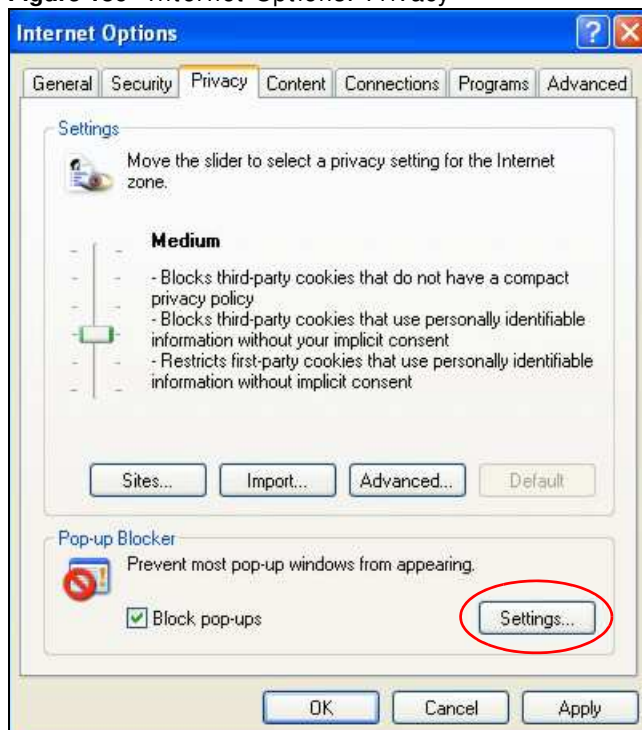 Internet Options
General Security Privacy Content Connections Programs Advanced
Settings
Move the slider to select a privacy setting for the Internet
zone.
Medium
- Blocks third-party cookies that do not have a compact
privacy policy
- Blocks third-party cookies that use personally identifiable
information without your implicit consent
- Restricts first-party cookies that use personally identifiable
information without implicit consent
Sites... Import... Advanced... Default
Pop-up Blocker
Prevent most pop-up windows from appearing.
Block pop-ups Settings...
OK Cancel Apply